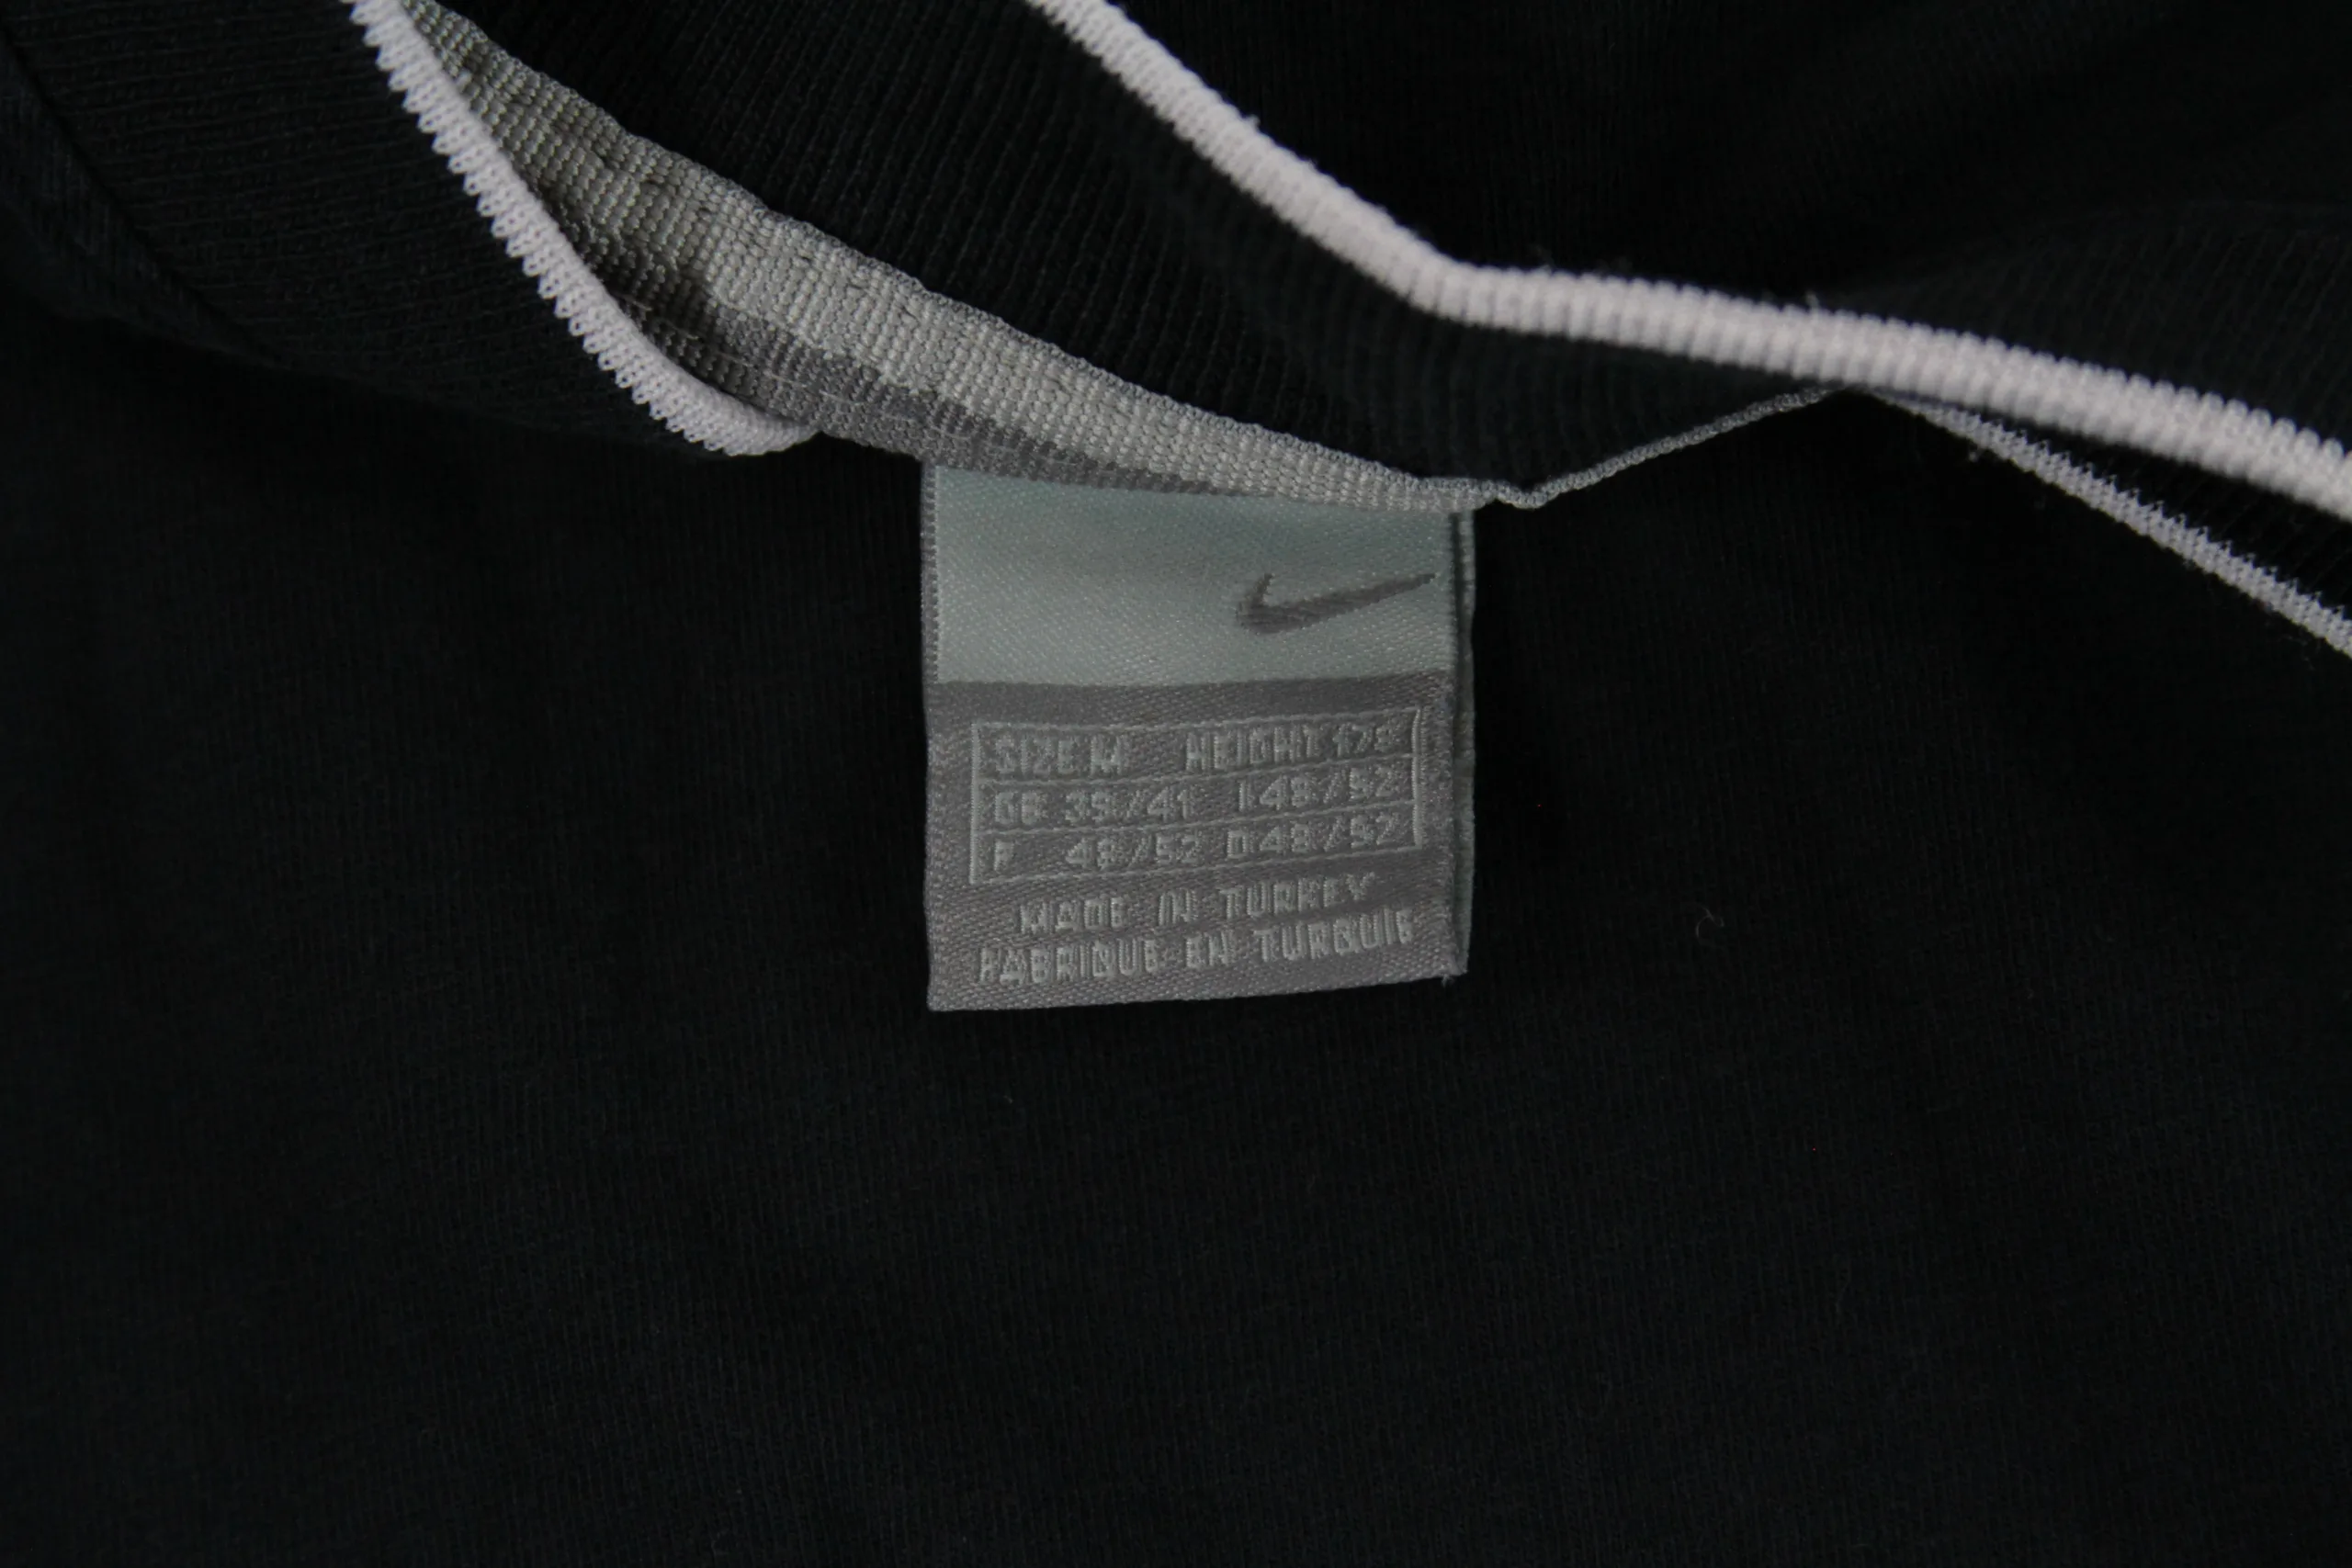 SIZE M HEIGHT 178
GB 39/41 I 48/52
F 48/52 D 48/52
MADE IN TURKEY
FABRIQUE EN TURQUIE